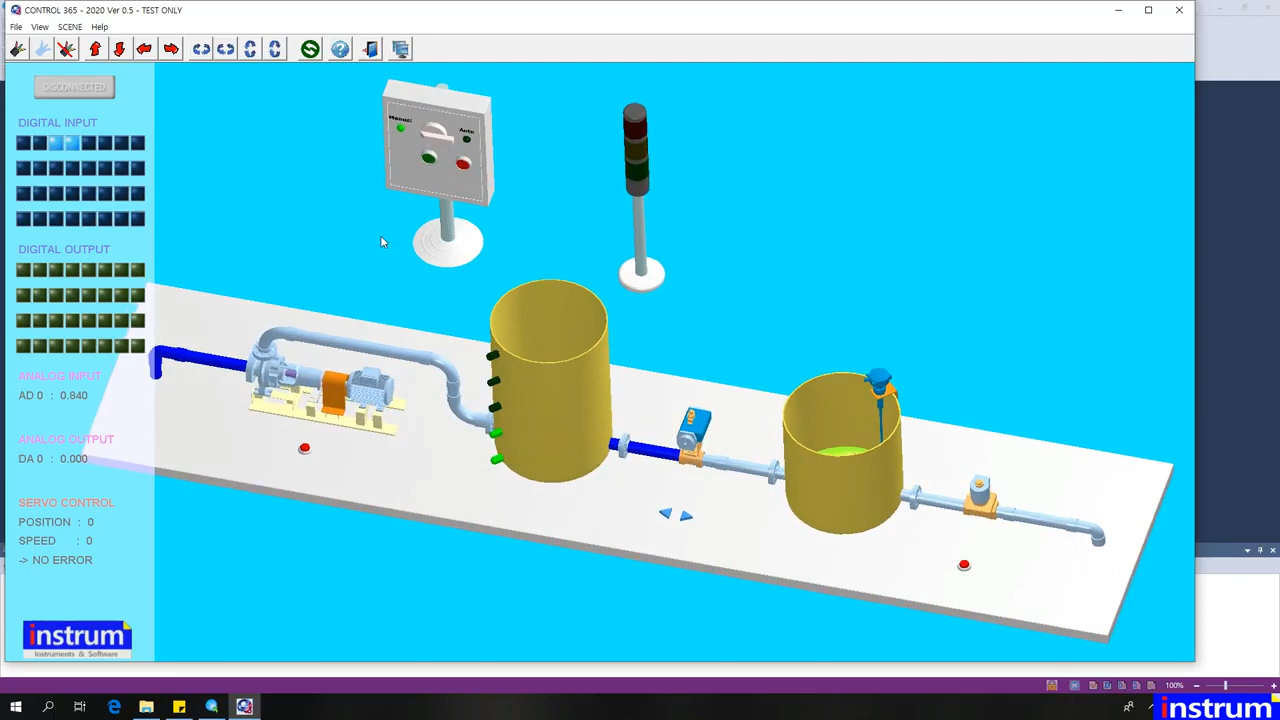 CONTROL 365 - 2020 Ver 0.5 - TEST ONLY
File View SCENE Help
DISCONNECTED
DIGITAL INPUT
DIGITAL OUTPUT
ANALOG INPUT
AD 0 : 0.840
ANALOG OUTPUT
DA 0 : 0.000
SERVO CONTROL
POSITION : 0
SPEED : 0
-> NO ERROR
instrum
Instruments & Software
Manual
Auto
100%
instrum